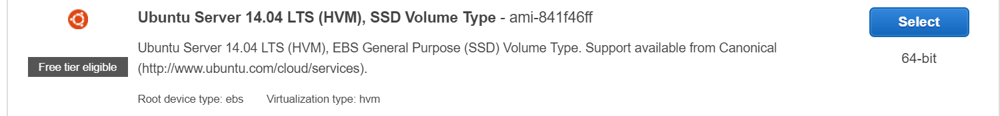 Ubuntu Server 14.04 LTS (HVM), SSD Volume Type - ami-841f46ff
Select
Ubuntu Server 14.04 LTS (HVM), EBS General Purpose (SSD) Volume Type. Support available from Canonical
64-bit
Free tier eligible
(http://www.ubuntu.com/cloud/services).
Root device type: ebs Virtualization type: hvm